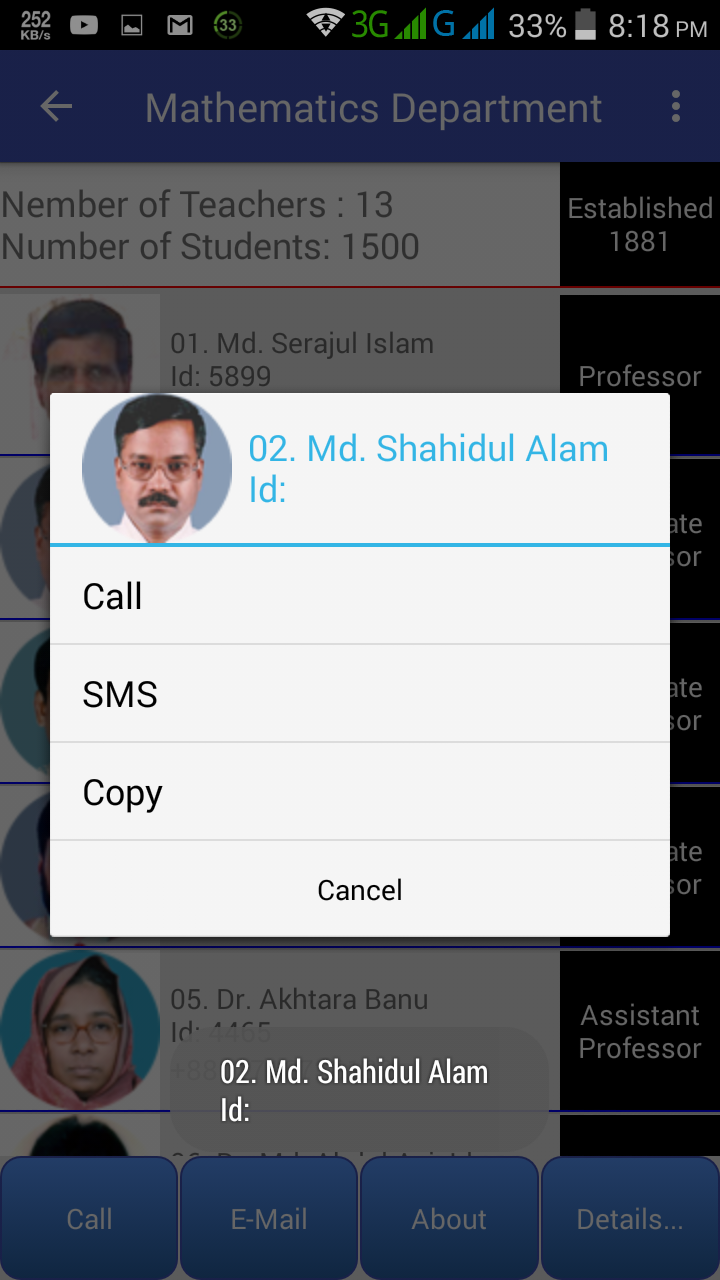 252
KB/s
33
3G
G
33%
8:18 PM
Mathematics Department
Nember of Teachers : 13
Number of Students: 1500
Established
1881
01. Md. Serajul Islam
Id: 5899
Professor
02. Md. Shahidul Alam
Id:
ate
sor
Call
SMS
ate
sor
Copy
ate
sor
Cancel
05. Dr. Akhtara Banu
Id: 4465
Assistant
Professor
02. Md. Shahidul Alam
Id:
Call
E-Mail
About
Details...